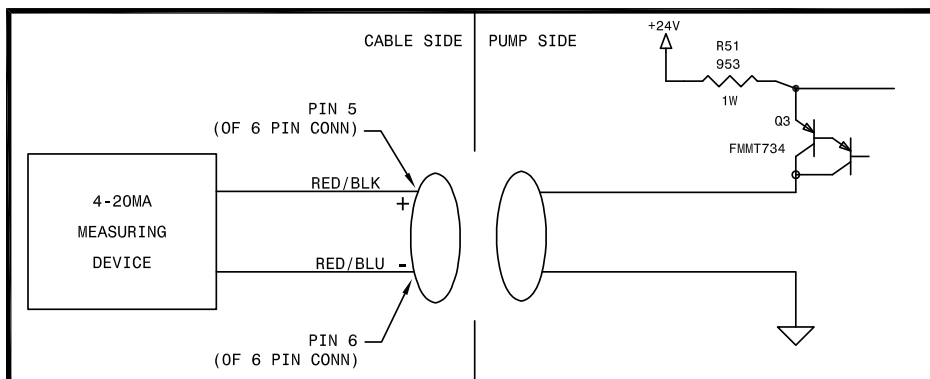 CABLE SIDE
PUMP SIDE
+24V
R51
953
1W
PIN 5
(OF 6 PIN CONN)
Q3
FMMT734
RED/BLK
+
4-20MA
MEASURING
DEVICE
RED/BLU
-
PIN 6
(OF 6 PIN CONN)